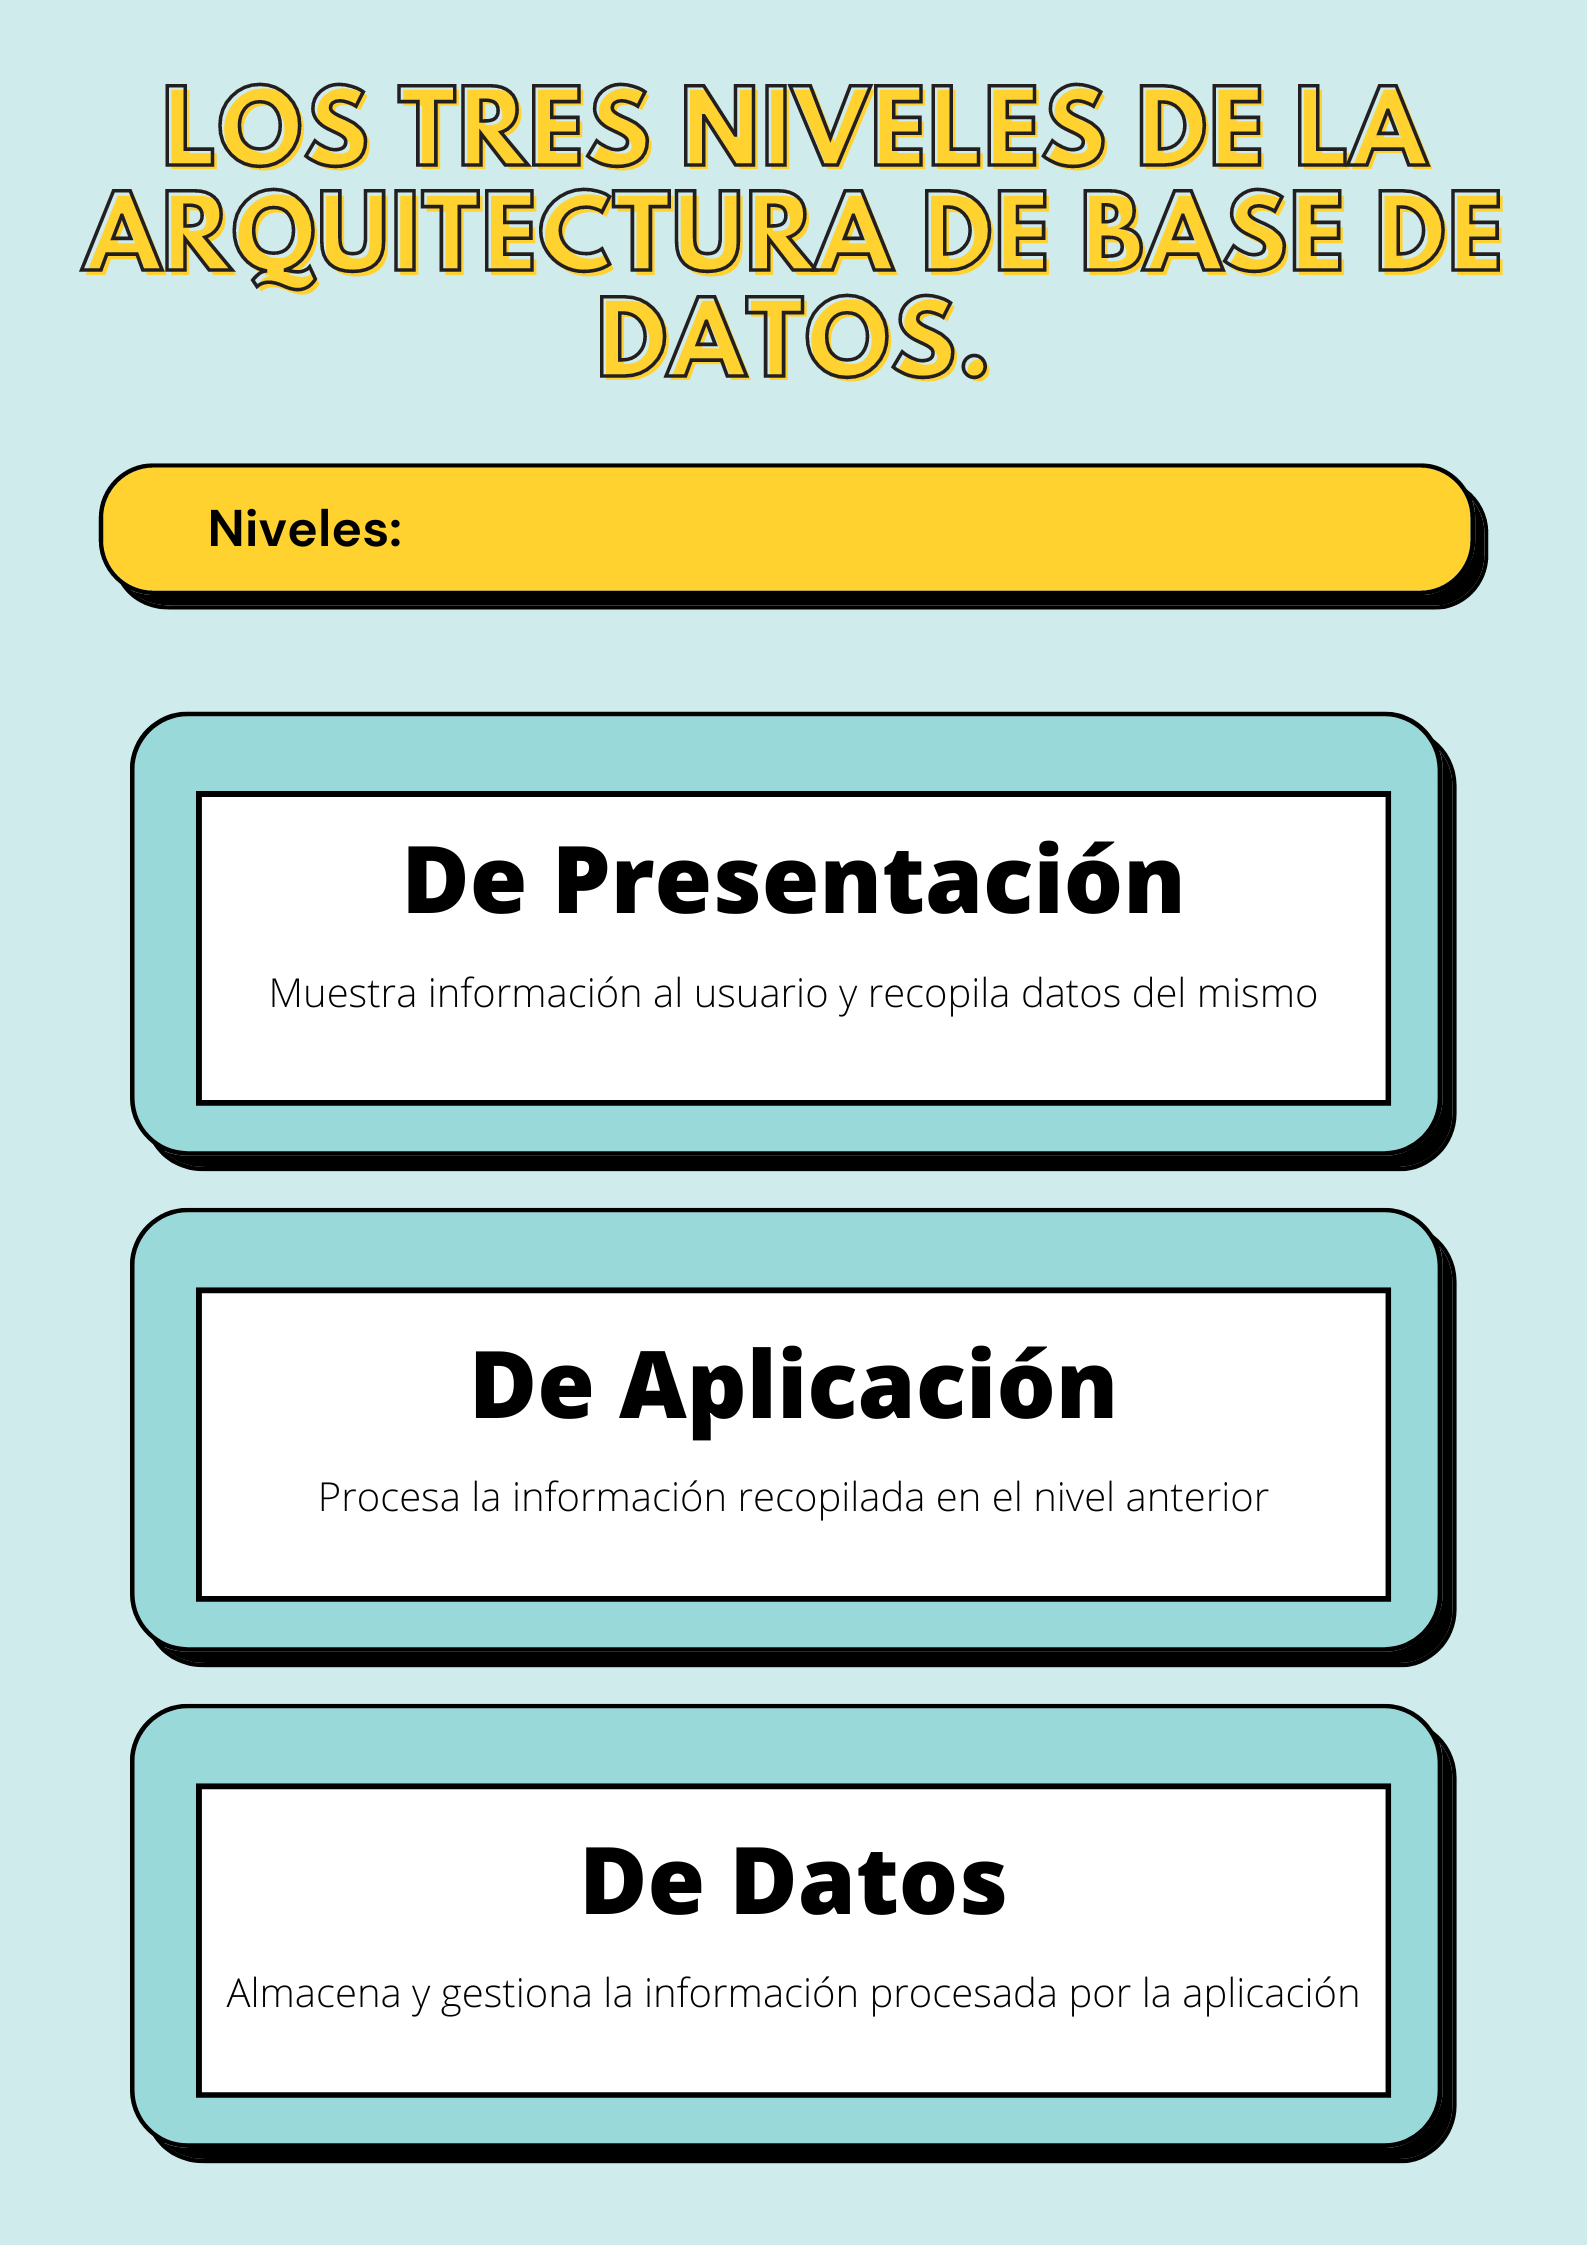 LOS TRES NIVELES DE LA
ARQUITECTURA DE BASE DE
DATOS.
Niveles:
De Presentación
Muestra información al usuario y recopila datos del mismo
De Aplicación
Procesa la información recopilada en el nivel anterior
De Datos
Almacena y gestiona la información procesada por la aplicación